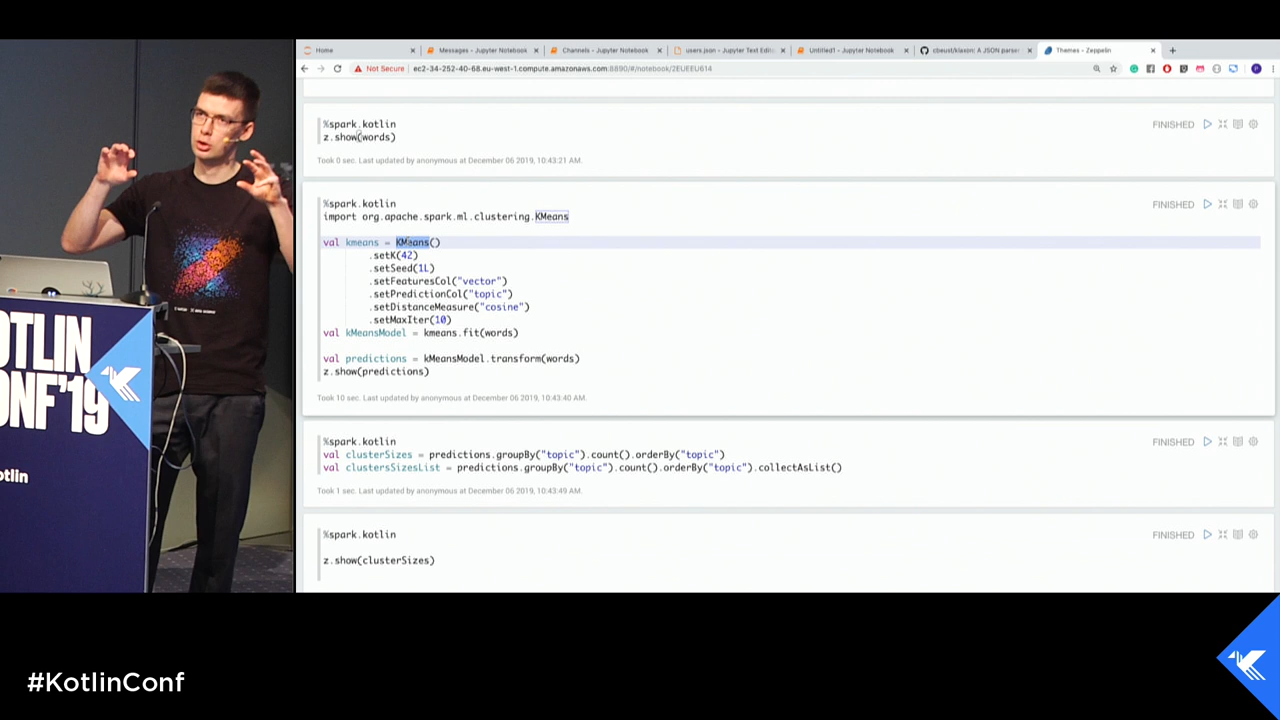 Home
Messages - Jupyter Notebook
Channels - Jupyter Notebook
users.json - Jupyter Text Edit
Untitled1 - Jupyter Notebook
cbeust/klaxon: A JSON parser
Themes - Zeppelin
Not Secure
ec2-34-252-40-68.eu-west-1.compute.amazonaws.com:8890/#/notebook/2EUEEU614
%spark.kotlin
z.show(words)
FINISHED
Took 0 sec. Last updated by anonymous at December 06 2019, 10:43:21 AM.
%spark.kotlin
import org.apache.spark.ml.clustering.KMeans
FINISHED
val kmeans = KMeans()
.setK(42)
.setSeed(1L)
.setFeaturesCol("vector")
.setPredictionCol("topic")
.setDistanceMeasure("cosine")
.setMaxIter(10)
val kMeansModel = kmeans.fit(words)
val predictions = kMeansModel.transform(words)
z.show(predictions)
Took 10 sec. Last updated by anonymous at December 06 2019, 10:43:40 AM.
%spark.kotlin
FINISHED
val clusterSizes = predictions.groupBy("topic").count().orderBy("topic")
val clustersSizesList = predictions.groupBy("topic").count().orderBy("topic").collectAsList()
Took 1 sec. Last updated by anonymous at December 06 2019, 10:43:49 AM.
%spark.kotlin
FINISHED
z.show(clusterSizes)
OTLIN
ONF'19
otlin
#KotlinConf